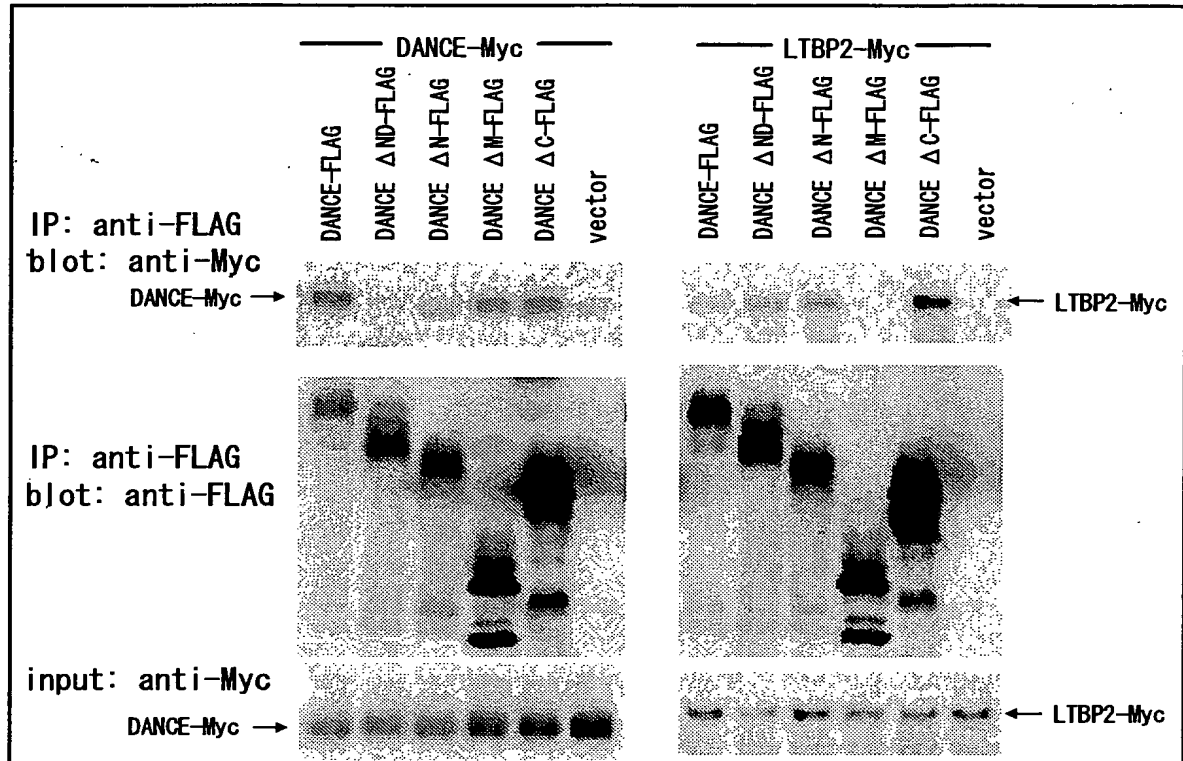 DANCE-Myc
LTBP2-Myc
DANCE-FLAG
DANCE ΔND-FLAG
DANCE ΔN-FLAG
DANCE ΔM-FLAG
DANCE ΔC-FLAG
vector
DANCE-FLAG
DANCE ΔND-FLAG
DANCE ΔN-FLAG
DANCE ΔM-FLAG
DANCE ΔC-FLAG
vector
IP: anti-FLAG
blot: anti-Myc
DANCE-Myc →
← LTBP2-Myc
IP: anti-FLAG
blot: anti-FLAG
input: anti-Myc
DANCE-Myc →
← LTBP2-Myc